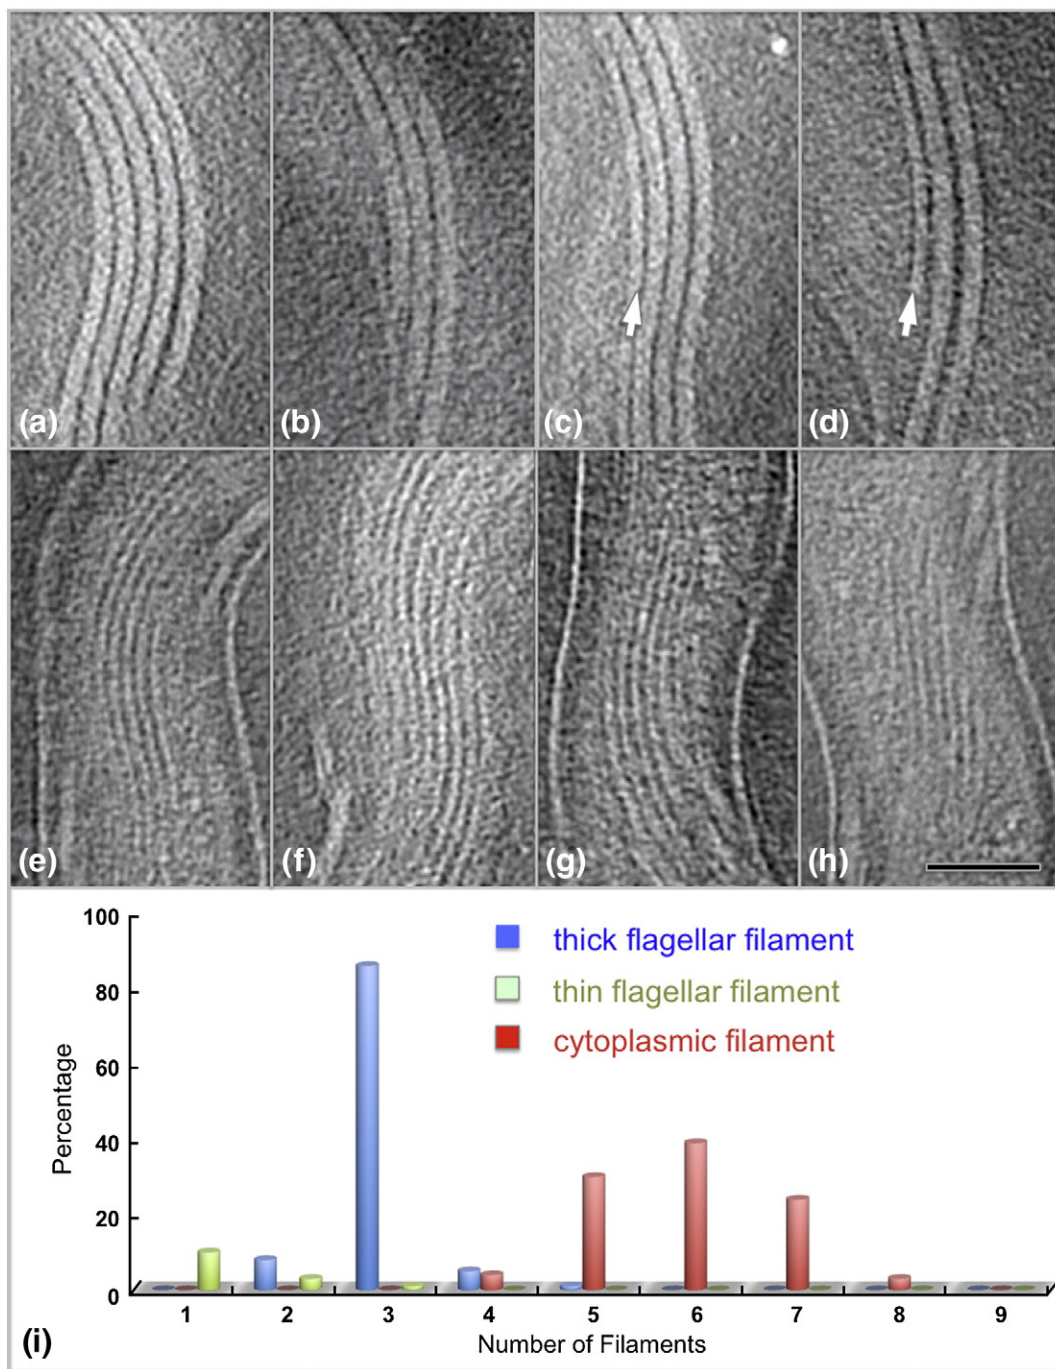 (a) (b) (c) (d)
(e) (f) (g) (h)
100
80
60
40
20
0
Percentage
thick flagellar filament
thin flagellar filament
cytoplasmic filament
1 2 3 4 5 6 7 8 9
Number of Filaments
(i)